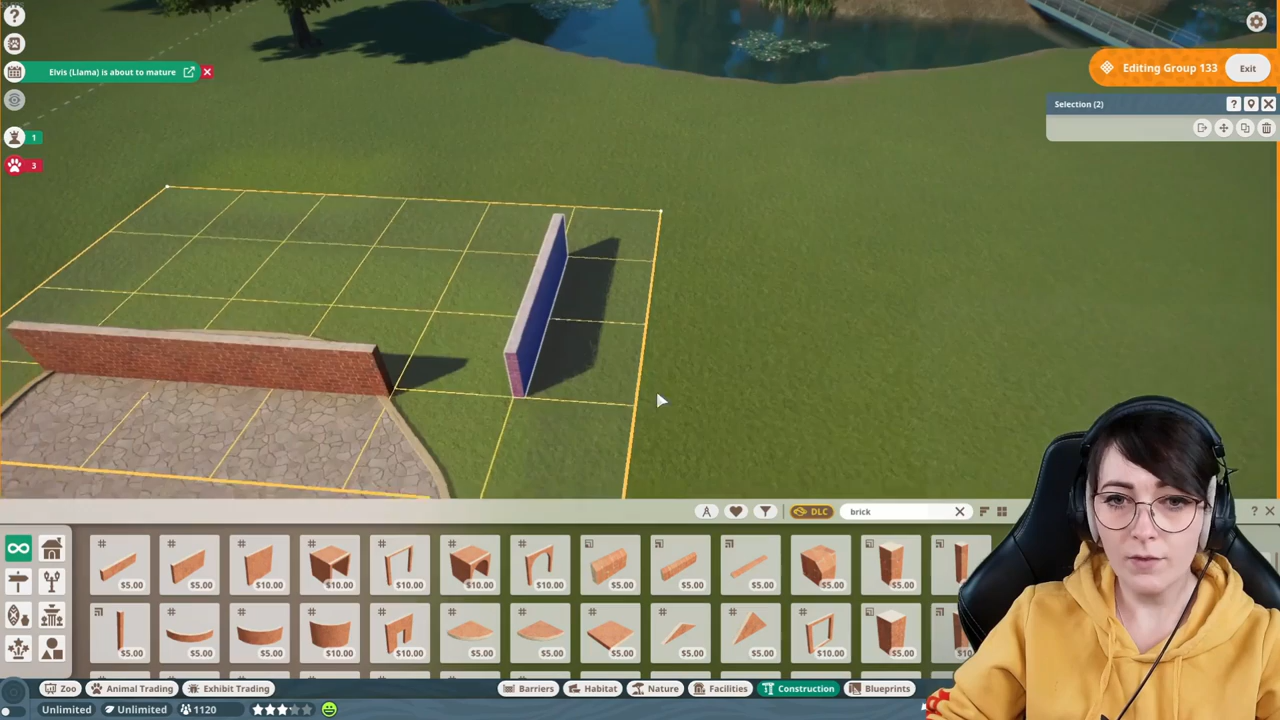 Elvis (Llama) is about to mature
Editing Group 133
Exit
Selection (2)
1
3
DLC
brick
$5.00 $5.00 $10.00 $10.00 $10.00 $10.00 $10.00 $5.00 $5.00 $5.00 $5.00 $5.00 $5.00
$5.00 $5.00 $5.00 $10.00 $10.00 $5.00 $5.00 $5.00 $5.00 $5.00 $10.00 $5.00
Zoo
Animal Trading
Exhibit Trading
Barriers
Habitat
Nature
Facilities
Construction
Blueprints
Unlimited
Unlimited
1120